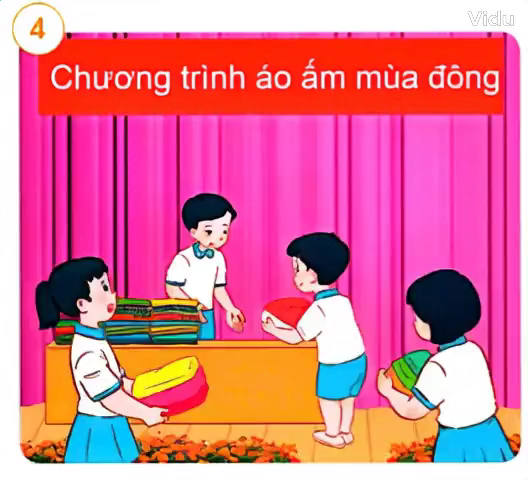 Vidu
4
Chương trình áo ấm mùa đông